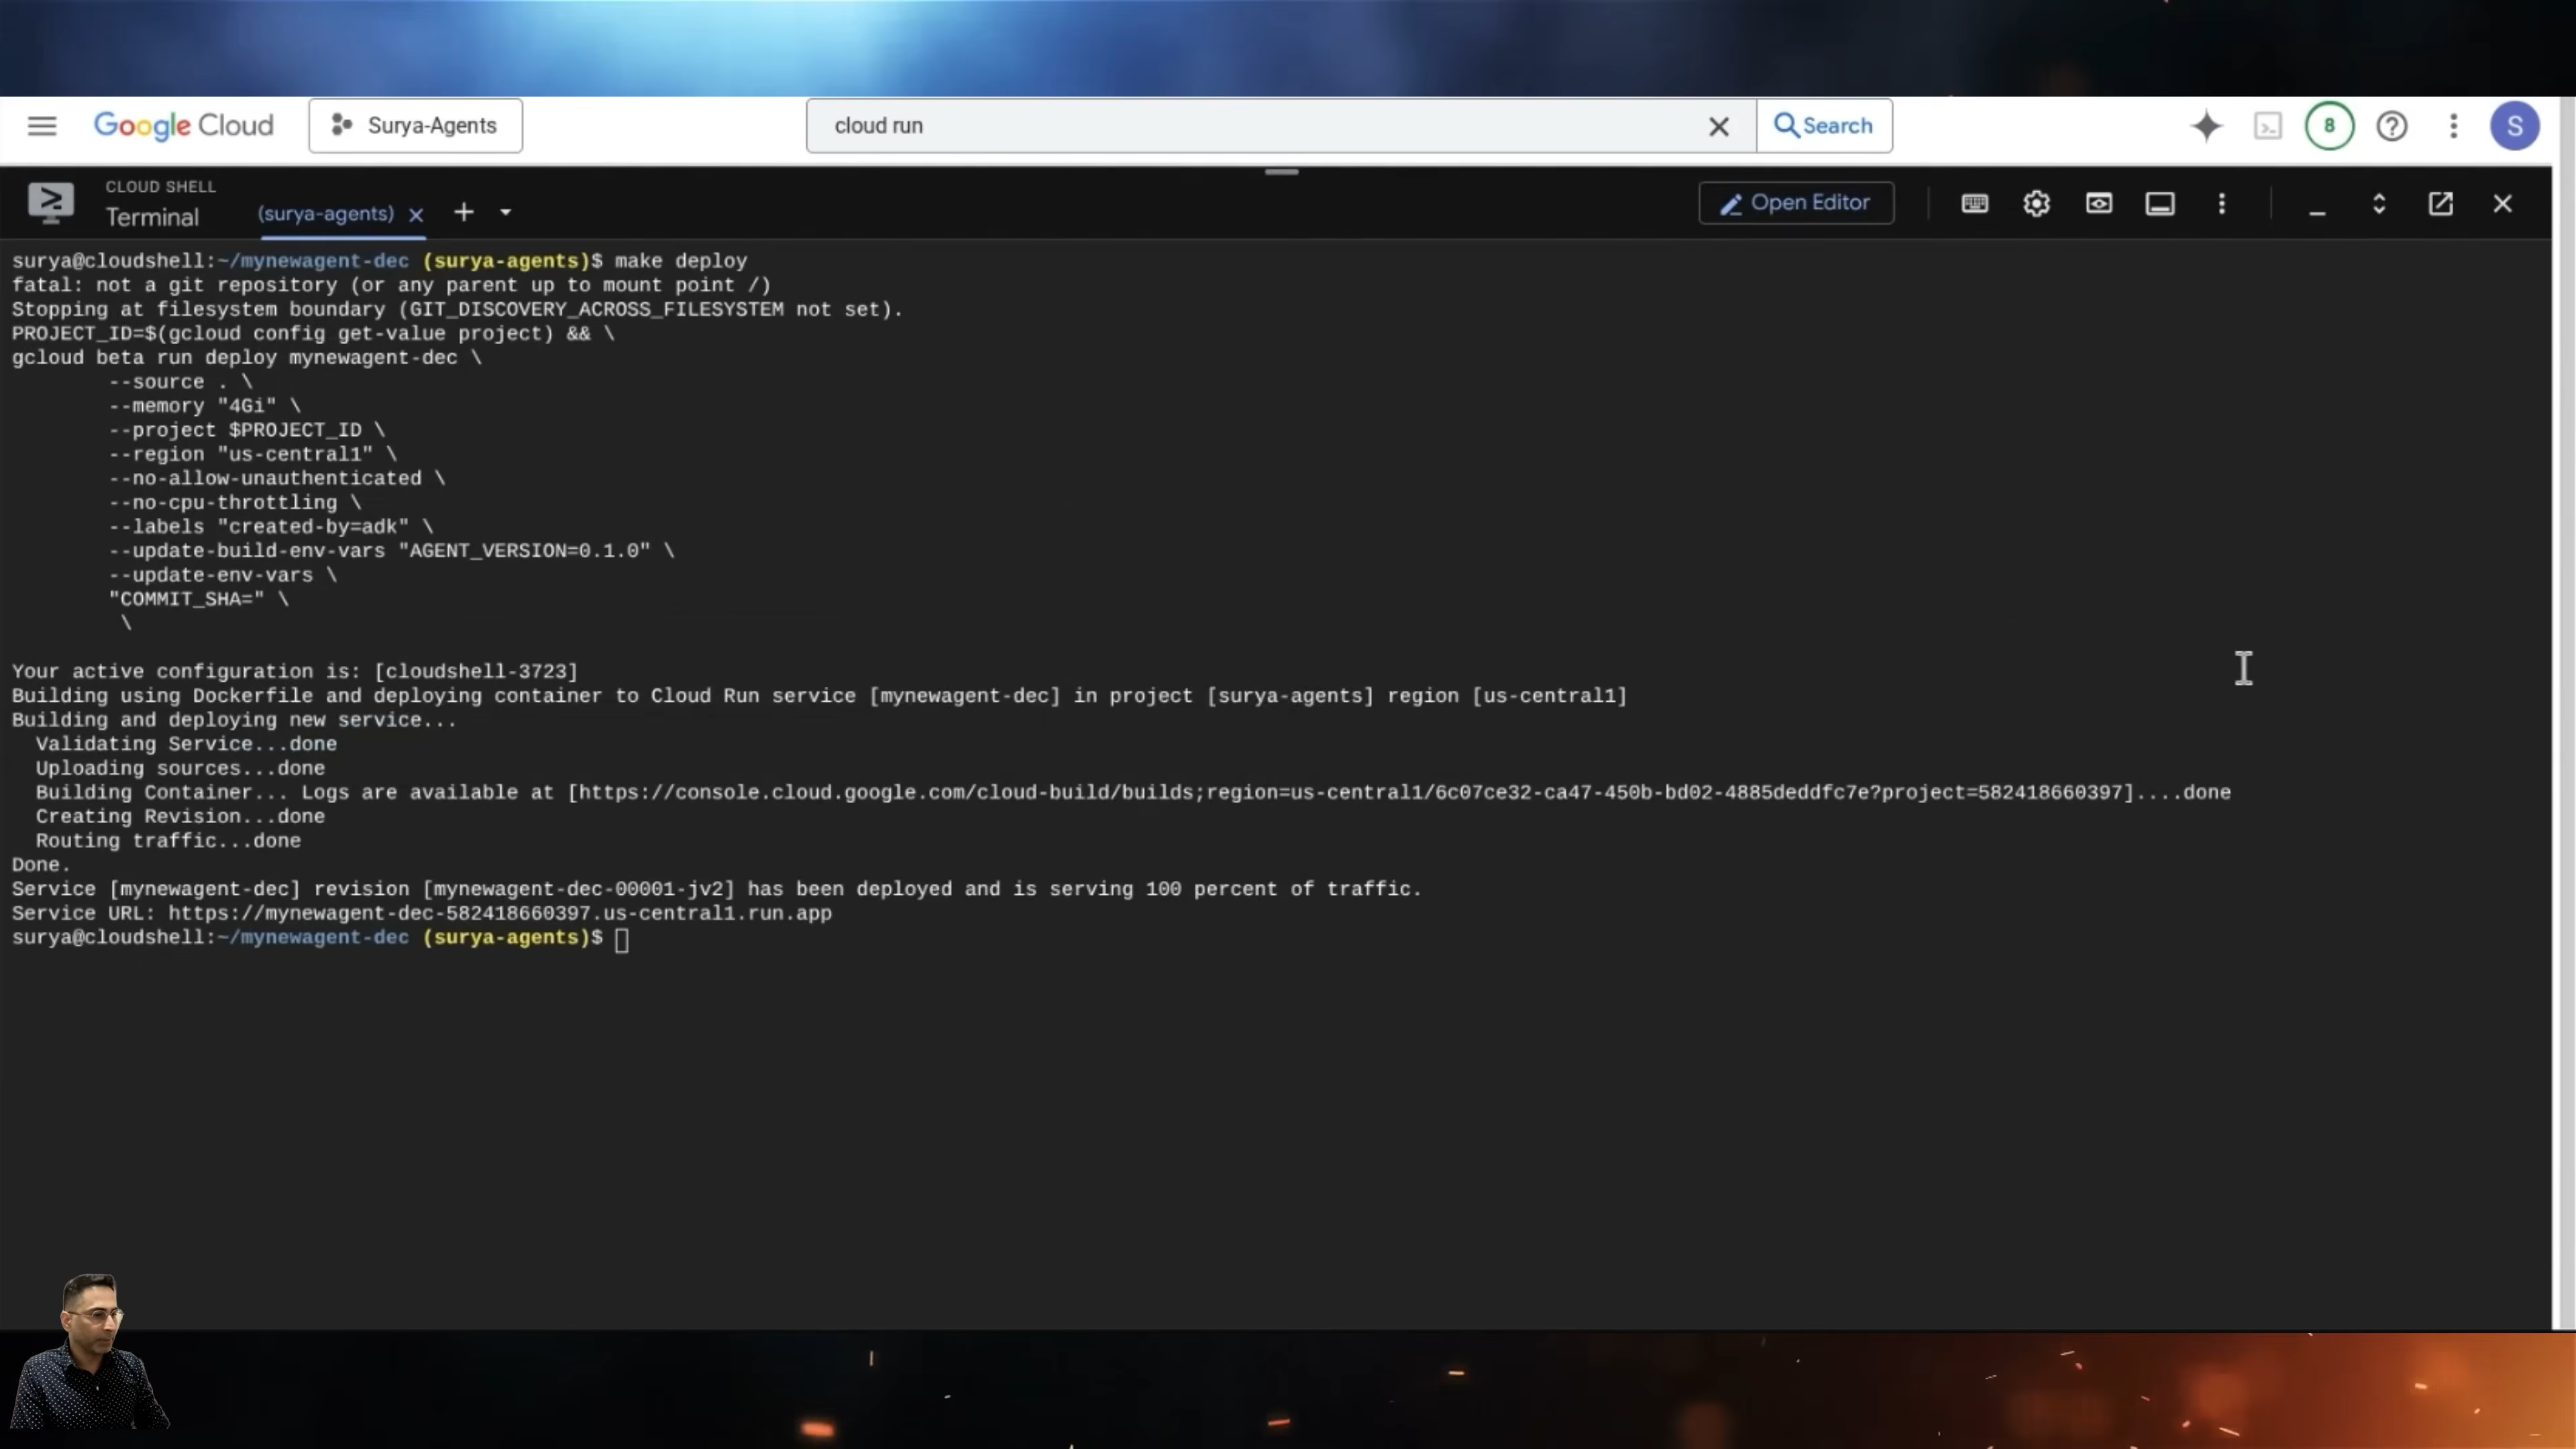 Google Cloud
Surya-Agents
cloud run
Search
8
S
CLOUD SHELL
Terminal
(surya-agents)
Open Editor
surya@cloudshell:~/mynewagent-dec (surya-agents)$ make deploy
fatal: not a git repository (or any parent up to mount point /)
Stopping at filesystem boundary (GIT_DISCOVERY_ACROSS_FILESYSTEM not set).
PROJECT_ID=$(gcloud config get-value project) && \
gcloud beta run deploy mynewagent-dec \
--source . \
--memory "4Gi" \
--project $PROJECT_ID \
--region "us-central1" \
--no-allow-unauthenticated \
--no-cpu-throttling \
--labels "created-by=adk" \
--update-build-env-vars "AGENT_VERSION=0.1.0" \
--update-env-vars \
"COMMIT_SHA=" \
\
Your active configuration is: [cloudshell-3723]
Building using Dockerfile and deploying container to Cloud Run service [mynewagent-dec] in project [surya-agents] region [us-central1]
Building and deploying new service...
Validating Service...done
Uploading sources...done
Building Container... Logs are available at [https://console.cloud.google.com/cloud-build/builds;region=us-central1/6c07ce32-ca47-450b-bd02-4885deddfc7e?project=582418660397]....done
Creating Revision...done
Routing traffic...done
Done.
Service [mynewagent-dec] revision [mynewagent-dec-00001-jv2] has been deployed and is serving 100 percent of traffic.
Service URL: https://mynewagent-dec-582418660397.us-central1.run.app
surya@cloudshell:~/mynewagent-dec (surya-agents)$